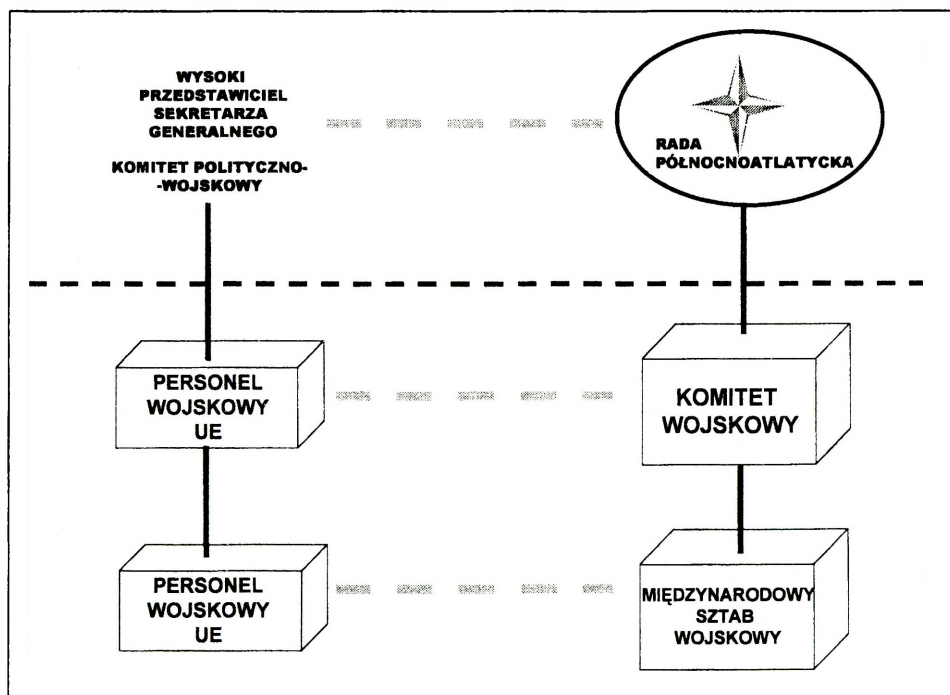 WYSOKI
PRZEDSTAWICIEL
SEKRETARZA
GENERALNEGO
KOMITET POLITYCZNO-
-WOJSKOWY
RADA
PÓŁNOCNOATLATYCKA
PERSONEL
WOJSKOWY
UE
KOMITET
WOJSKOWY
PERSONEL
WOJSKOWY
UE
MIĘDZYNARODOWY
SZTAB
WOJSKOWY